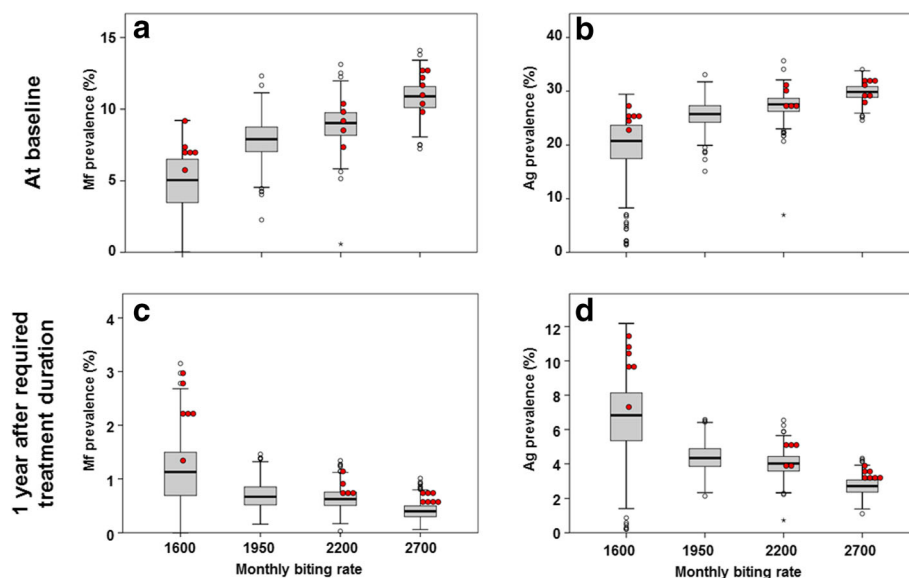 a
b
At baseline
Mf prevalence (%)
15
10
5
0
Ag prevalence (%)
40
30
20
10
0
c
d
1 year after required
treatment duration
Mf prevalence (%)
4
3
2
1
0
1600 1950 2200 2700
Monthly biting rate
Ag prevalence (%)
12
10
8
6
4
2
0
1600 1950 2200 2700
Monthly biting rate